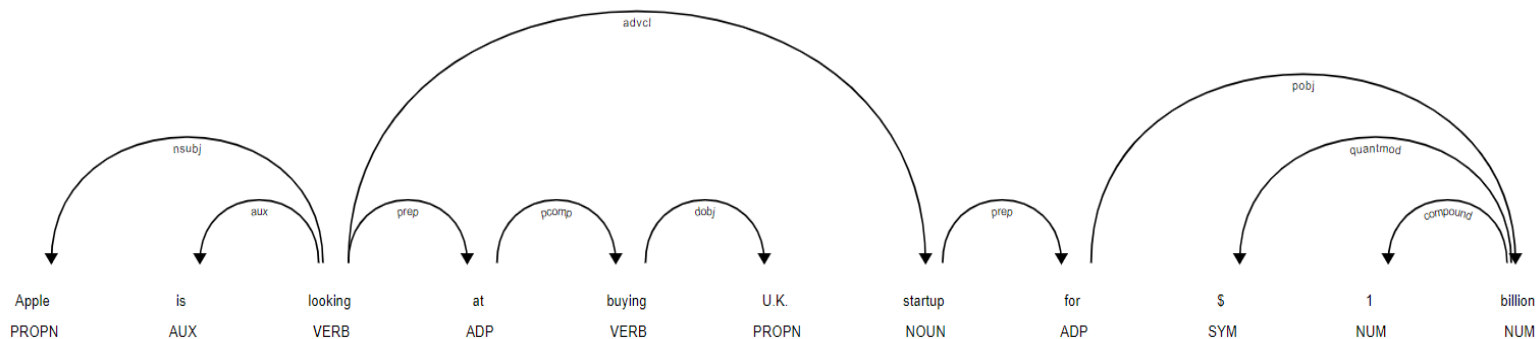 advcl
pobj
nsubj quantmod
aux prep pcomp dobj prep compound
Apple is looking at buying U.K. startup for $ 1 billion
PROPN AUX VERB ADP VERB PROPN NOUN ADP SYM NUM NUM